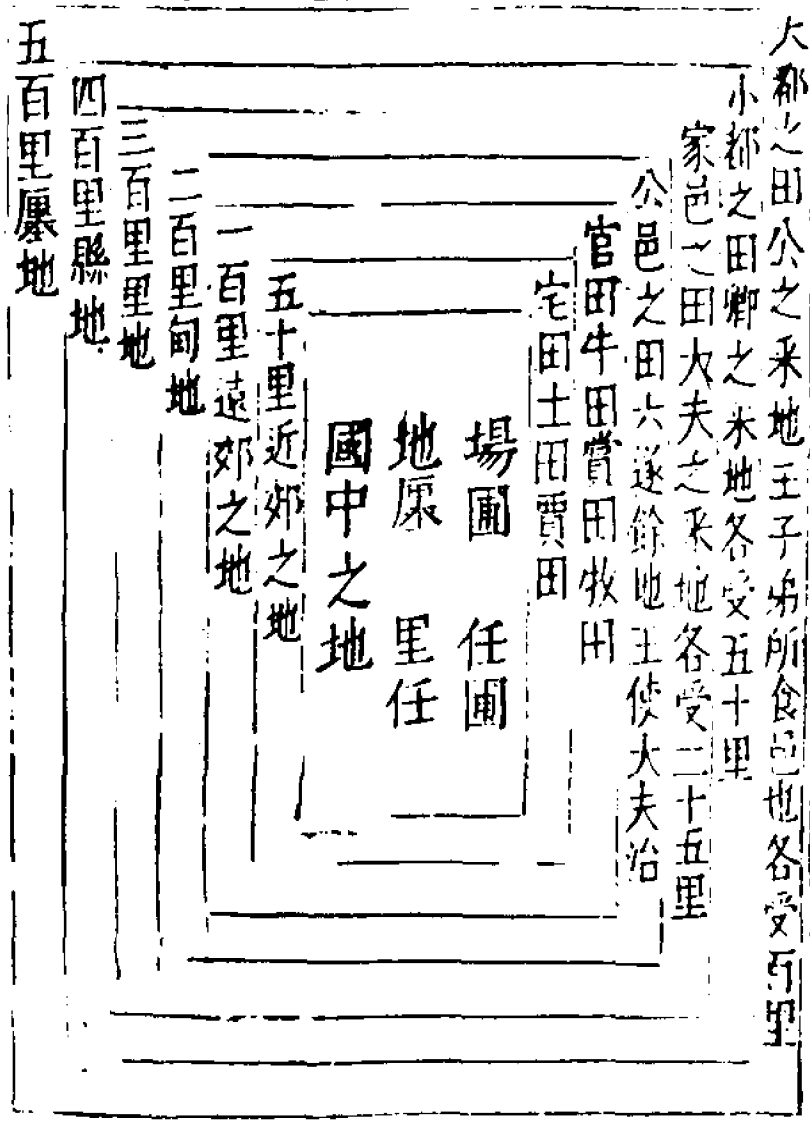 大都之田公之采地王子弟所食邑也各受百里
小都之田卿之采地各受五十里
家邑之田大夫之采地各受二十五里
公邑之田六遂餘地王使大夫治
官田牛田賞田牧田
宅田士田賈田
場圃 任圃
地廛 里任
國中之地
五十里近郊之地
一百里遠郊之地
二百里甸地
三百里里地
四百里縣地
五百里畺地